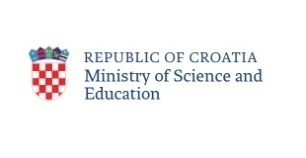 REPUBLIC OF CROATIA
Ministry of Science and
Education